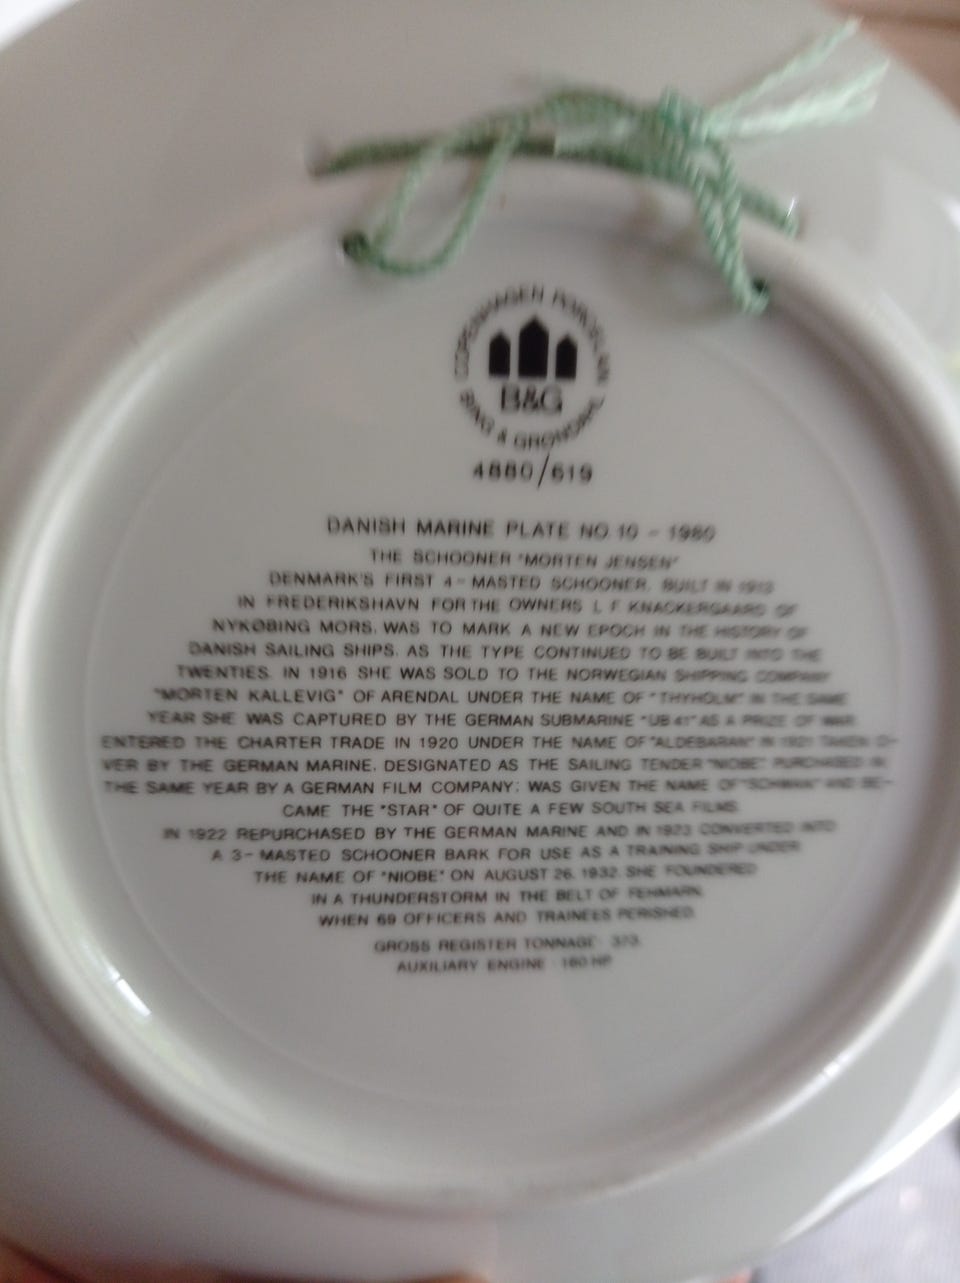 COPENHAGEN PORCELAIN
B&G
BING & GRONDAHL
4880/619
DANISH MARINE PLATE NO. 10 - 1980
THE SCHOONER "MORTEN JENSEN"
DENMARK'S FIRST 4-MASTED SCHOONER, BUILT IN 1913
IN FREDERIKSHAVN FOR THE OWNERS L. F. KNACKERGAARD OF
NYKØBING MORS, WAS TO MARK A NEW EPOCH IN THE HISTORY OF
DANISH SAILING SHIPS, AS THE TYPE CONTINUED TO BE BUILT INTO THE
TWENTIES. IN 1916 SHE WAS SOLD TO THE NORWEGIAN SHIPPING COMPANY
"MORTEN KALLEVIG" OF ARENDAL UNDER THE NAME OF "THYHOLM" IN THE SAME
YEAR SHE WAS CAPTURED BY THE GERMAN SUBMARINE "UB 41" AS A PRIZE OF WAR.
ENTERED THE CHARTER TRADE IN 1920 UNDER THE NAME OF "ALDEBARAN" IN 1921 TAKEN O-
VER BY THE GERMAN MARINE, DESIGNATED AS THE SAILING TENDER "NIOBE" PURCHASED IN
THE SAME YEAR BY A GERMAN FILM COMPANY; WAS GIVEN THE NAME OF "SCHWAN" AND BE-
CAME THE "STAR" OF QUITE A FEW SOUTH SEA FILMS.
IN 1922 REPURCHASED BY THE GERMAN MARINE AND IN 1923 CONVERTED INTO
A 3-MASTED SCHOONER BARK FOR USE AS A TRAINING SHIP UNDER
THE NAME OF "NIOBE" ON AUGUST 26, 1932, SHE FOUNDERED
IN A THUNDERSTORM IN THE BELT OF FEHMARN,
WHEN 69 OFFICERS AND TRAINEES PERISHED.
GROSS REGISTER TONNAGE: 373.
AUXILIARY ENGINE: 160 HP